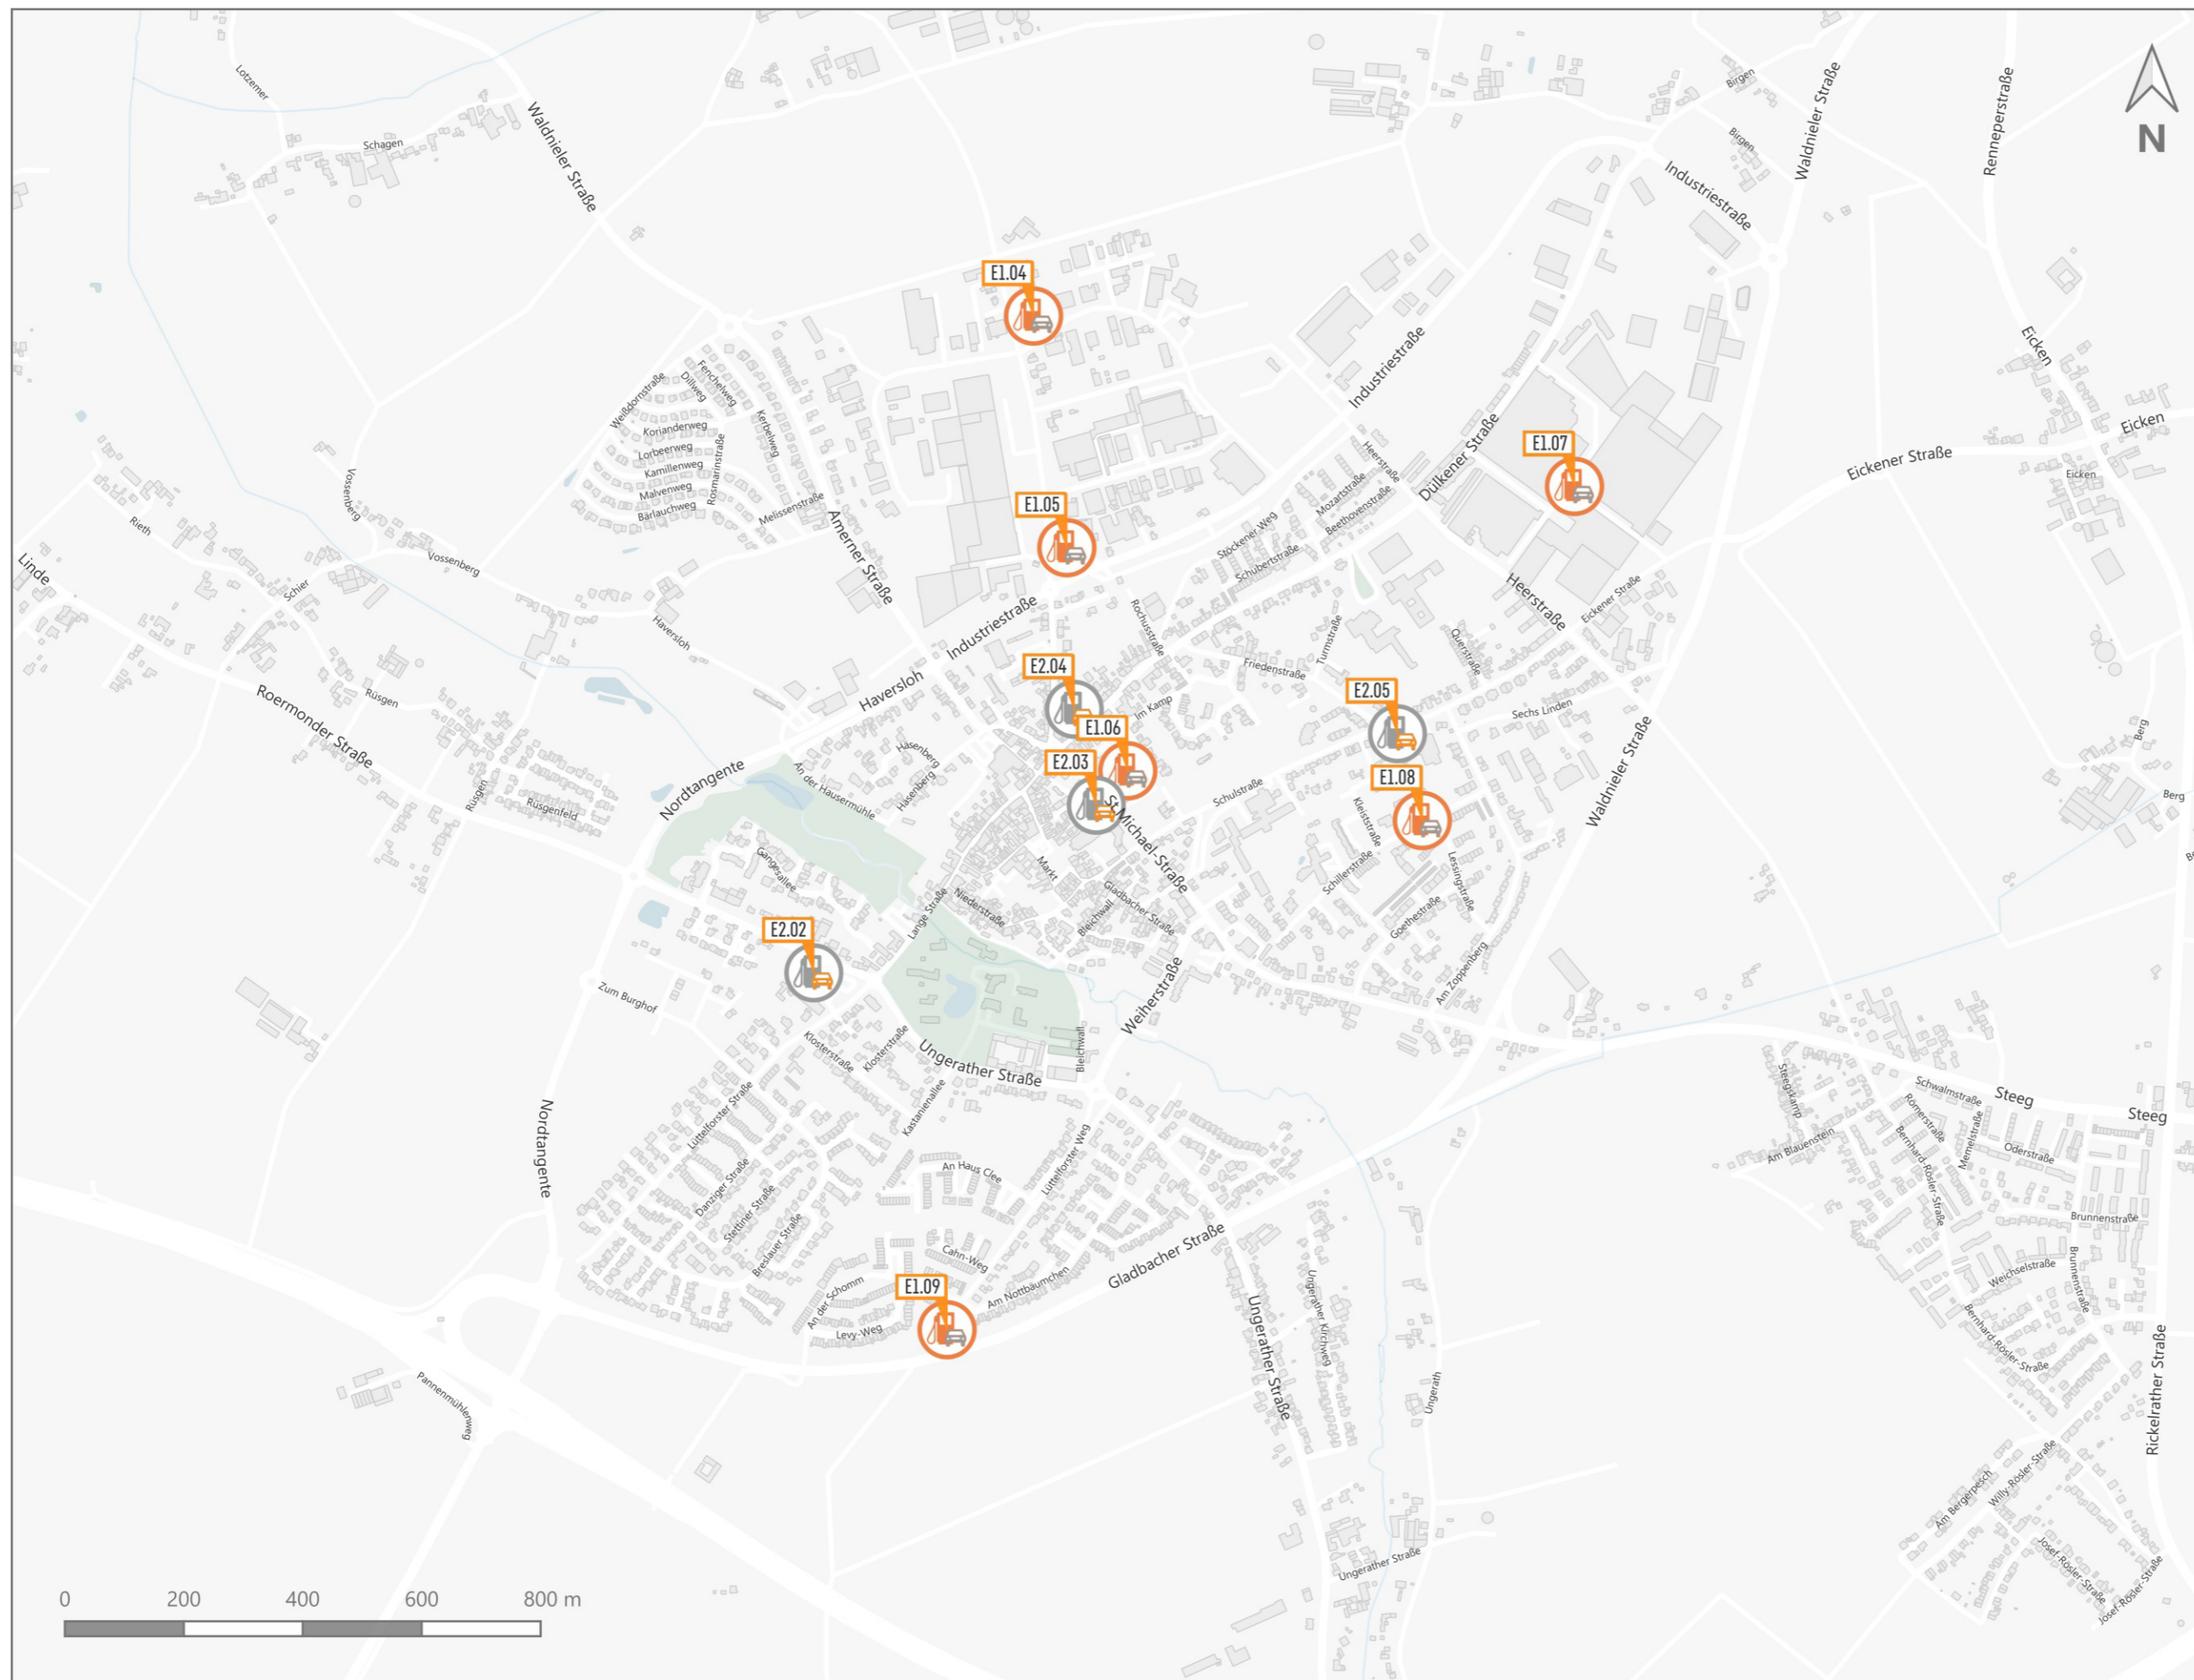 Lotzemer
Schagen
Waldnieler Straße
Birgen
Birgen
Waldnieler Straße
Renneperstraße
N
Industriestraße
E1.04
Eicken
Industriestraße
Weißdornstraße
Fenchelweg
Dillweg
Kerbelweg
Korianderweg
Lorbeerweg
Kamillenweg
Malvenweg
Bärlauchweg
Rosmarinstraße
Melissenstraße
Amerner Straße
Heerstraße
Dülkener Straße
E1.07
Eicken
Eickener Straße
Eicken
Vossenberg
Rieth
Vossenberg
Linde
Schier
E1.05
Mozartstraße
Beethovenstraße
Stöckener Weg
Schubertstraße
Heerstraße
Eickener Straße
Haversloh
Industriestraße
Rochusstraße
Turmstraße
Querstraße
Friedenstraße
Rüsgen
Roermonder Straße
Haversloh
E2.04
Im Kamp
E2.05
Sechs Linden
E1.06
E2.03
E1.08
Hasenberg
Hasenberg
Nordtangente
An der Hausermühle
Rüsgen
Rüsgenfeld
St-Michael-Straße
Schulstraße
Kleiststraße
Waldnieler Straße
Berg
Berg
Be
Gangesallee
Markt
Schillerstraße
Lessingstraße
Lange Straße
Niederstraße
Gladbacher Straße
Bleichwall
Goethestraße
E2.02
Am Zoppenberg
Zum Burghof
Weiherstraße
Klosterstraße
Klosterstraße
Ungerather Straße
Bleichwall
Kastanienallee
Lüttelforster Straße
Nordtangente
Steegskamp
Schwalmstraße
Steeg
Steeg
Römerstraße
Memelstraße
Am Blauenstein
Bernhard-Rösler-Straße
Oderstraße
Danziger Straße
Stettiner Straße
Breslauer Straße
An Haus Clee
Lüttelforster Weg
Brunnenstraße
Cahn-Weg
Am Nottbäumchen
Gladbacher Straße
An der Schomm
E1.09
Levy-Weg
Weichselstraße
Brunnenstraße
Bernhard-Rösler-Straße
Ungerather Straße
Ungerather Kirchweg
Ungerath
Rickelrather Straße
Pannenmühlenweg
Am Bergerpesch
Willy-Rösler-Straße
Ungerather Straße
Josef-Rösler-Straße
Josef-Rösler-Straße
0 200 400 600 800 m